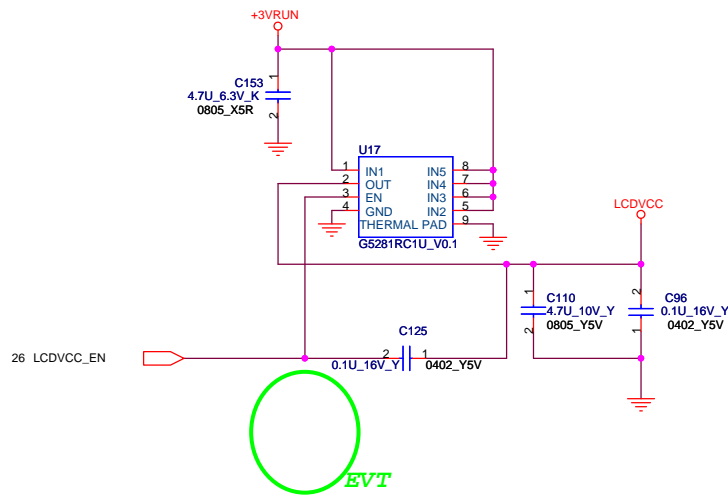 +3VRUN
1
C153
4.7U_6.3V_K
0805_X5R
2
U17
1 IN1 IN5 8
2 OUT IN4 7
3 EN IN3 6
4 GND IN2 5
THERMAL PAD 9
G5281RC1U_V0.1
LCDVCC
1
C110
4.7U_10V_Y
0805_Y5V
2
2
C96
0.1U_16V_Y
0402_Y5V
1
C125
2 1
0.1U_16V_Y 0402_Y5V
26 LCDVCC_EN
EVT